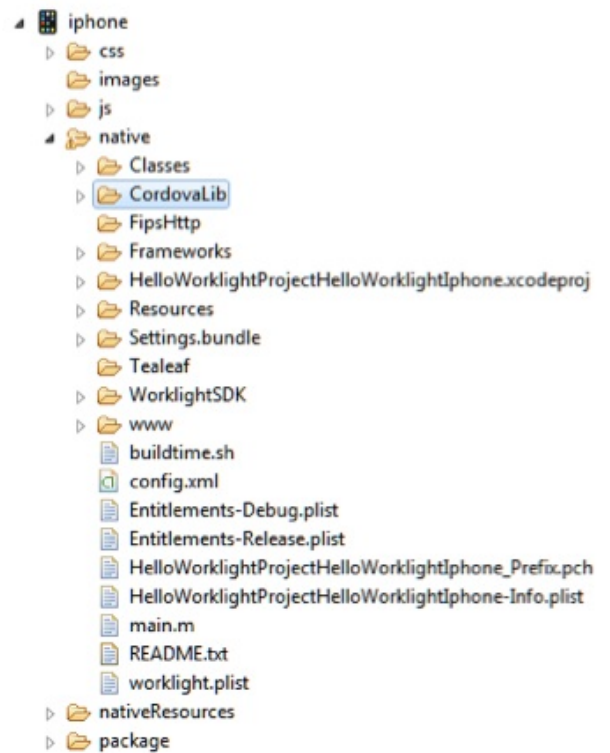 iphone
css
images
js
native
Classes
CordovaLib
FipsHttp
Frameworks
HelloWorklightProjectHelloWorklightIphone.xcodeproj
Resources
Settings.bundle
Tealeaf
WorklightSDK
www
buildtime.sh
config.xml
Entitlements-Debug.plist
Entitlements-Release.plist
HelloWorklightProjectHelloWorklightIphone_Prefix.pch
HelloWorklightProjectHelloWorklightIphone-Info.plist
main.m
README.txt
worklight.plist
nativeResources
package